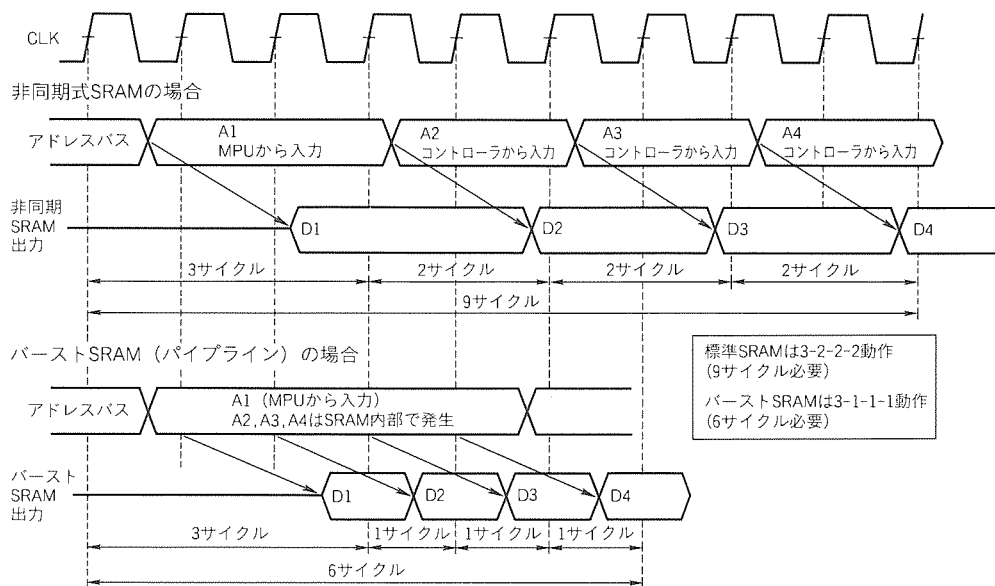 CLK
非同期式SRAMの場合
アドレスバス
A1
MPUから入力
A2
コントローラから入力
A3
コントローラから入力
A4
コントローラから入力
非同期
SRAM
出力
D1
D2
D3
D4
3サイクル
2サイクル
2サイクル
2サイクル
9サイクル
バーストSRAM（パイプライン）の場合
標準SRAMは3-2-2-2動作
(9サイクル必要)
バーストSRAMは3-1-1-1動作
(6サイクル必要)
アドレスバス
A1（MPUから入力）
A2,A3,A4はSRAM内部で発生
バースト
SRAM
出力
D1
D2
D3
D4
3サイクル
1サイクル
1サイクル
1サイクル
6サイクル